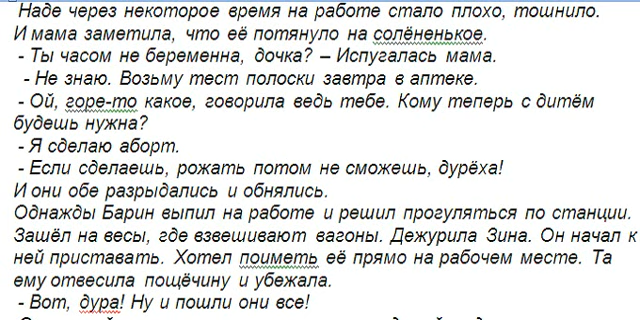 Наде через некоторое время на работе стало плохо, тошнило.
И мама заметила, что её потянуло на солёненькое.
- Ты часом не беременна, дочка? – Испугалась мама.
- Не знаю. Возьму тест полоски завтра в аптеке.
- Ой, горе-то какое, говорила ведь тебе. Кому теперь с дитём
будешь нужна?
- Я сделаю аборт.
- Если сделаешь, рожать потом не сможешь, дурёха!
И они обе разрыдались и обнялись.
Однажды Барин выпил на работе и решил прогуляться по станции.
Зашёл на весы, где взвешивают вагоны. Дежурила Зина. Он начал к
ней приставать. Хотел поиметь её прямо на рабочем месте. Та
ему отвесила пощёчину и убежала.
- Вот, дура! Ну и пошли они все!